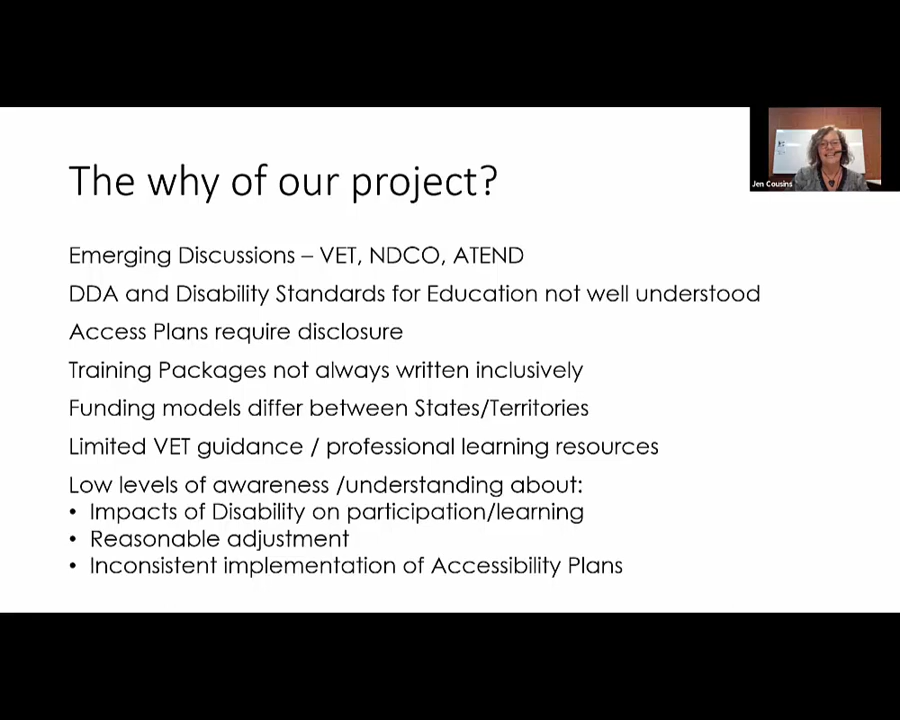 The why of our project?
Jen Cousins
Emerging Discussions – VET, NDCO, ATEND
DDA and Disability Standards for Education not well understood
Access Plans require disclosure
Training Packages not always written inclusively
Funding models differ between States/Territories
Limited VET guidance / professional learning resources
Low levels of awareness /understanding about:
• Impacts of Disability on participation/learning
• Reasonable adjustment
• Inconsistent implementation of Accessibility Plans